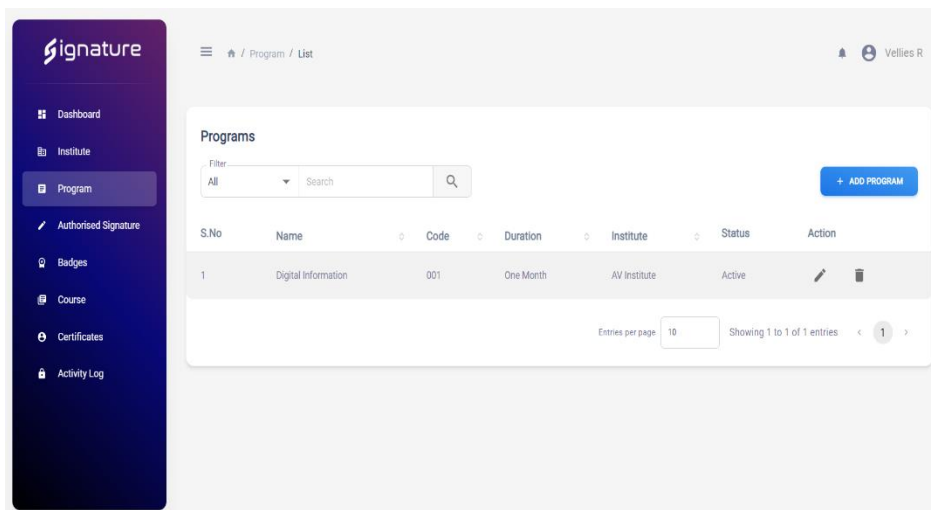 Signature
Dashboard
Institute
Program
Authorised Signature
Badges
Course
Certificates
Activity Log
/ Program / List
Vellies R
Programs
Filter
All Search
+ ADD PROGRAM
S.No Name Code Duration Institute Status Action
1 Digital Information 001 One Month AV Institute Active
Entries per page 10 Showing 1 to 1 of 1 entries < 1 >